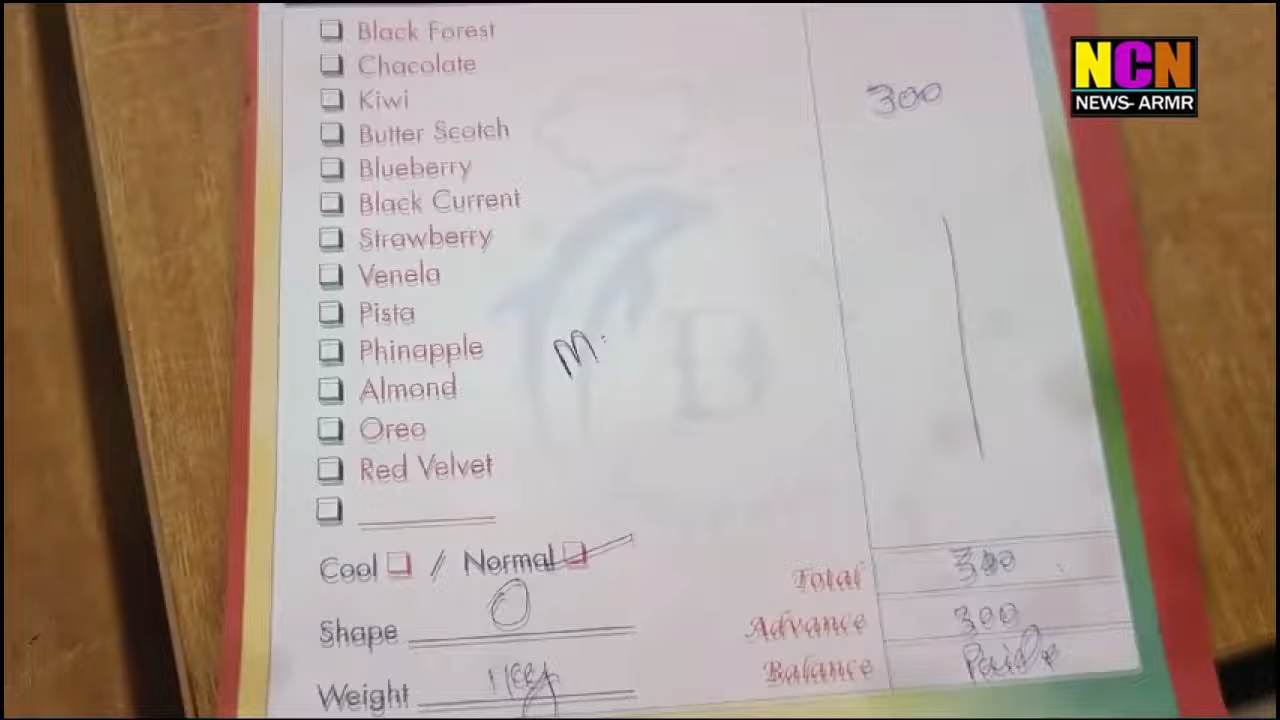 Black Forest
Chacolate
Kiwi
300
Butter Scotch
Blueberry
Black Current
Strawberry
Venela
Pista
Phinapple
M.
Almond
Oreo
Red Velvet
Cool / Normal
Total 300
Shape O
Advance 300
Balance Paid
Weight
B
NCN
NEWS-ARMR